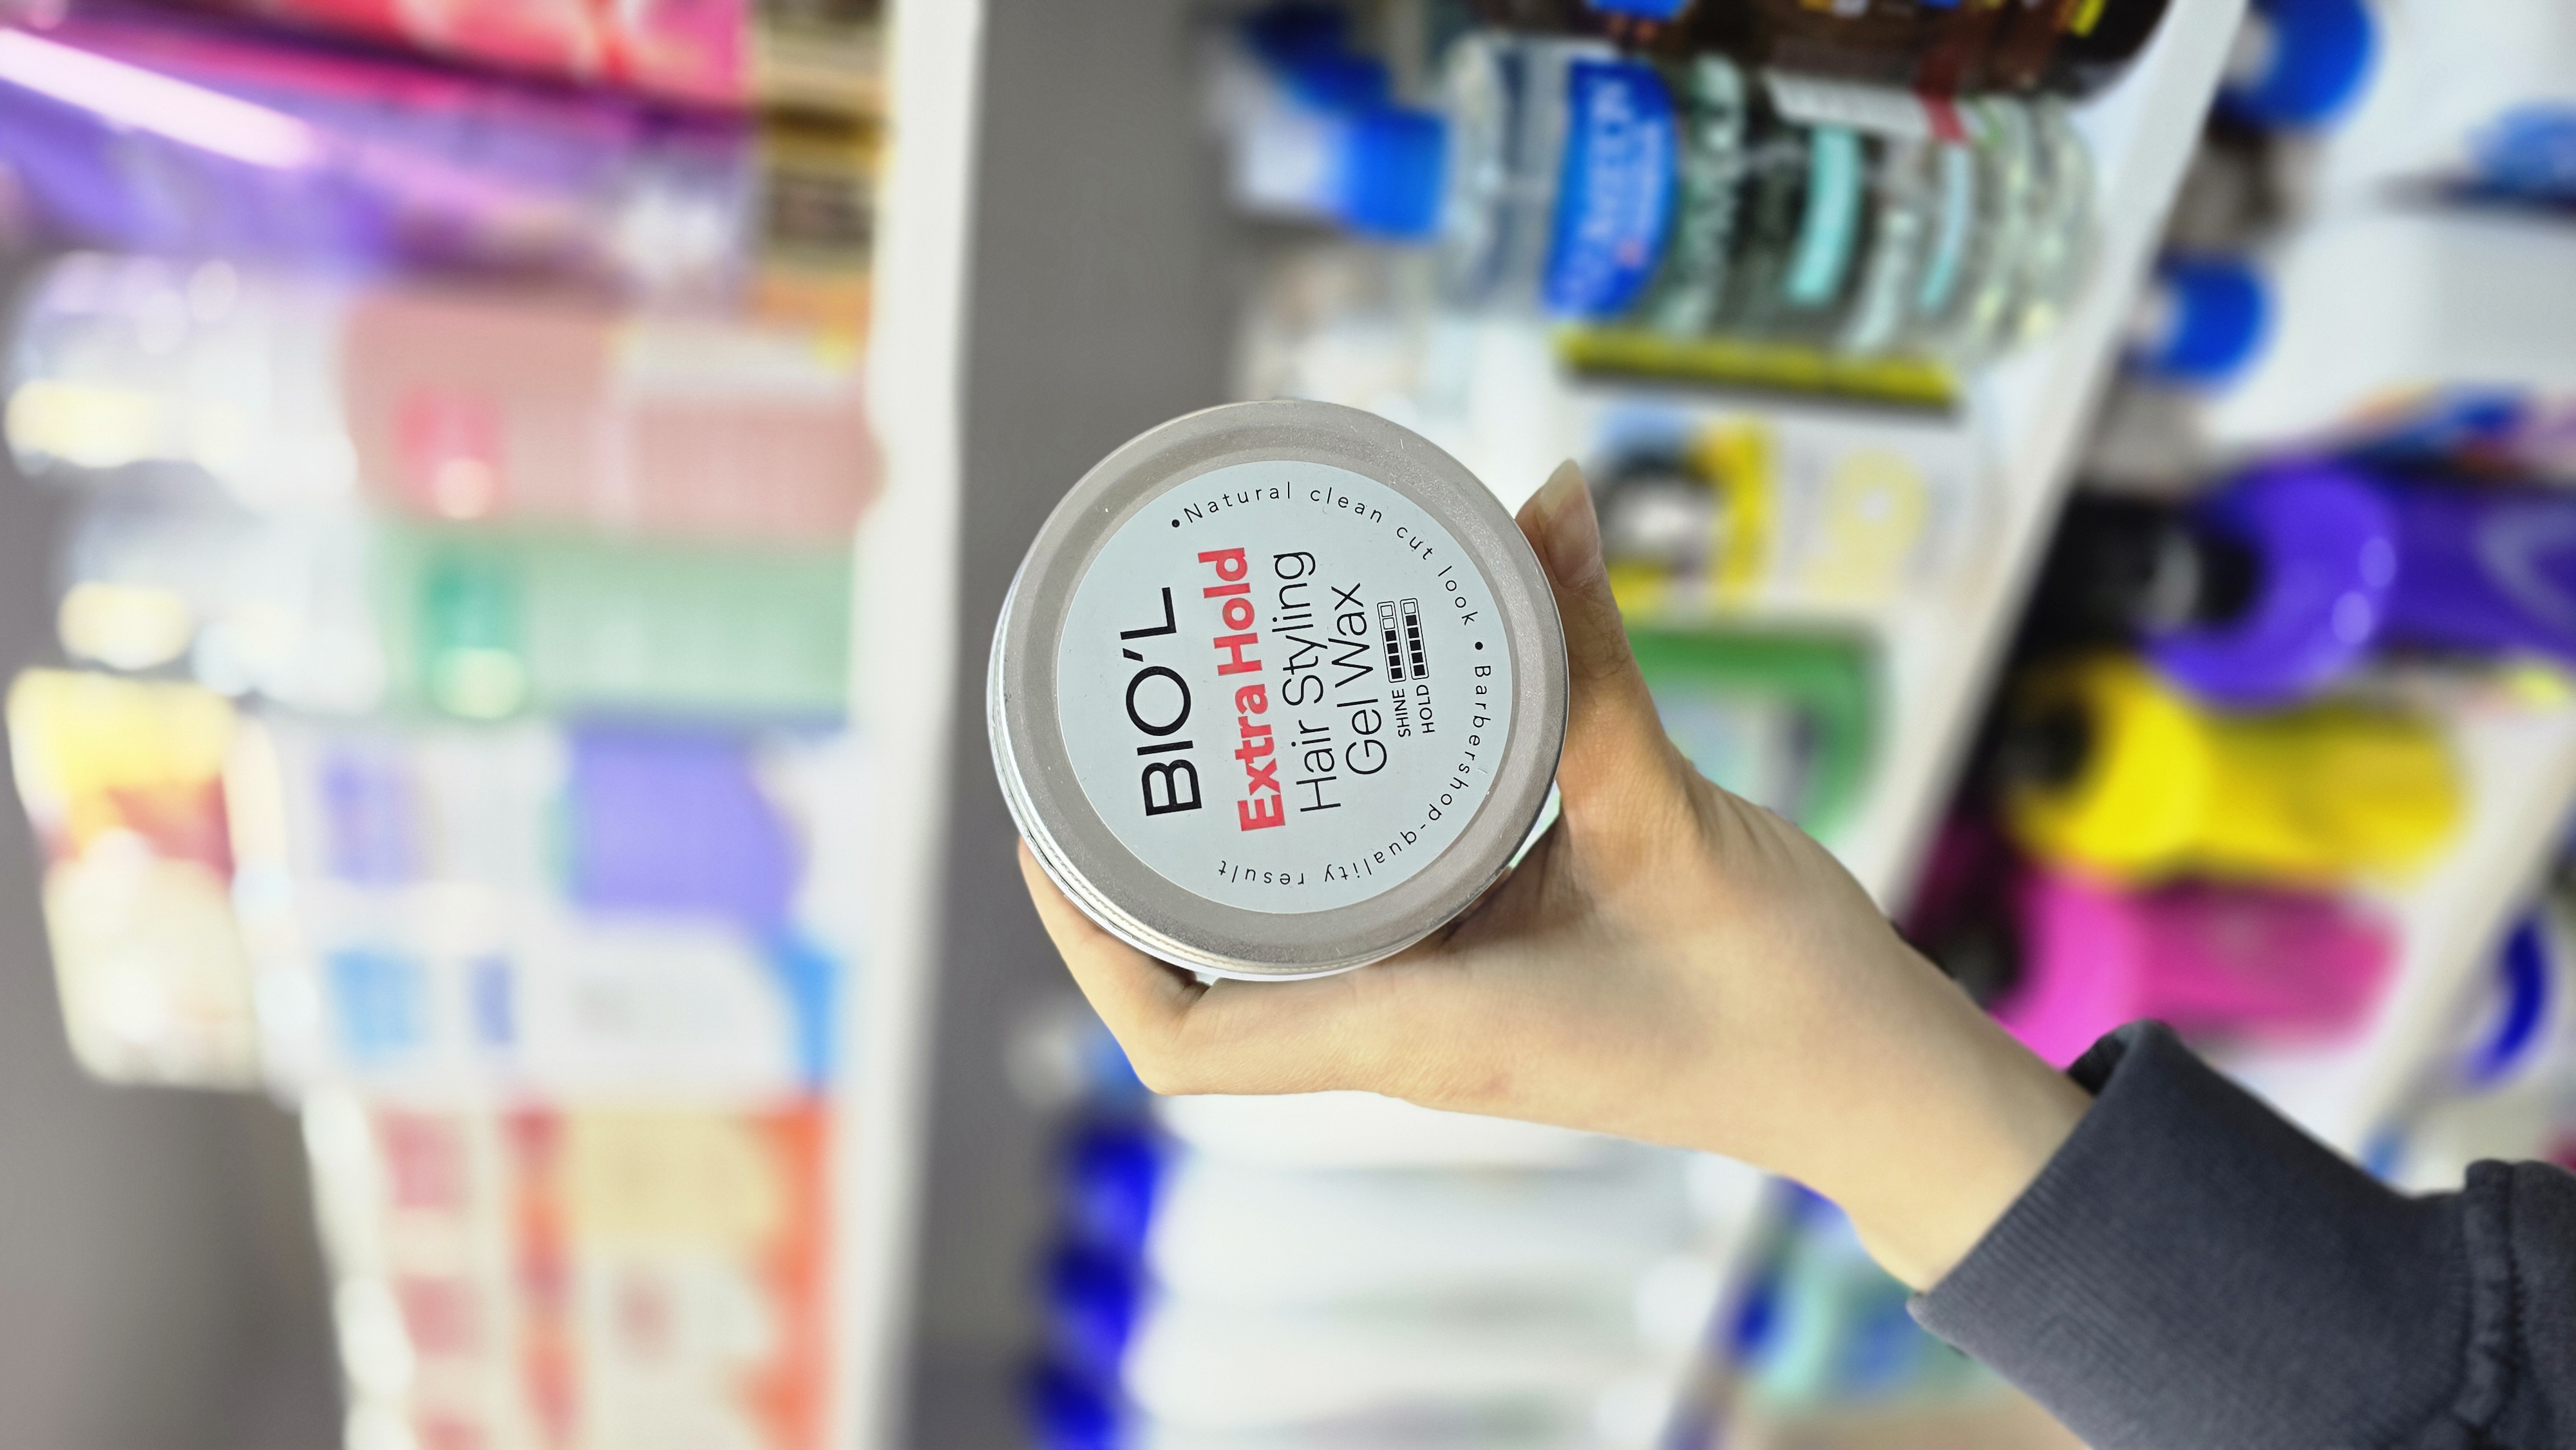 BIO'L
Extra Hold
Hair Styling
Gel Wax
SHINE
HOLD
•Natural clean cut look • Barbershop-quality result